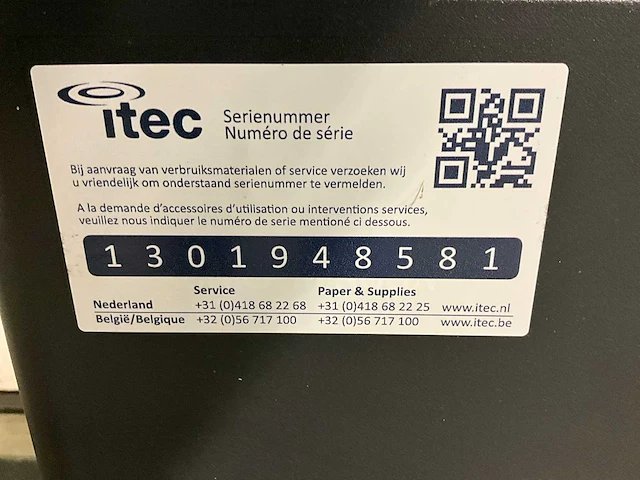 itec
Serienummer
Numéro de série
Bij aanvraag van verbruiksmaterialen of service verzoeken wij
u vriendelijk om onderstaand serienummer te vermelden.
A la demande d'accessoires d'utilisation ou interventions services,
veuillez nous indiquer le numéro de serie mentioné ci dessous.
1 3 0 1 9 4 8 5 8 1
Service Paper & Supplies
Nederland +31 (0)418 68 22 68 +31 (0)418 68 22 25 www.itec.nl
België/Belgique +32 (0)56 717 100 +32 (0)56 717 100 www.itec.be